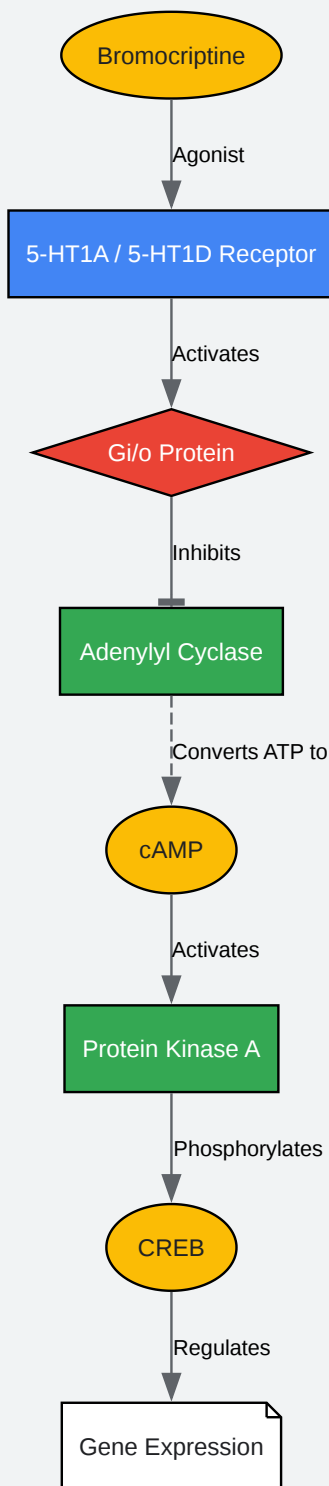 Bromocriptine
Agonist
5-HT1A / 5-HT1D Receptor
Activates
Gi/o Protein
Inhibits
Adenylyl Cyclase
Converts ATP to
cAMP
Activates
Protein Kinase A
Phosphorylates
CREB
Regulates
Gene Expression